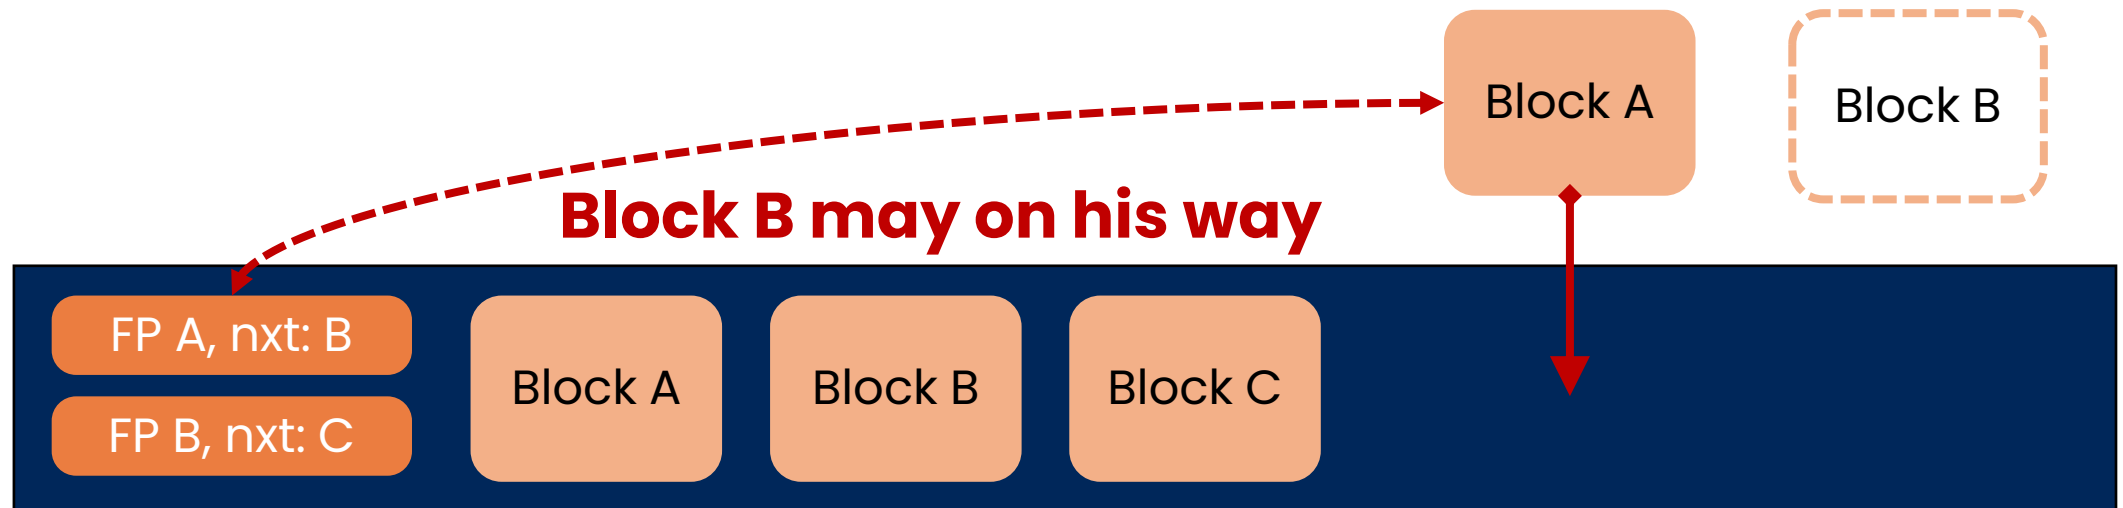 Block A
Block B
Block B may on his way
FP A, nxt: B
FP B, nxt: C
Block A
Block B
Block C